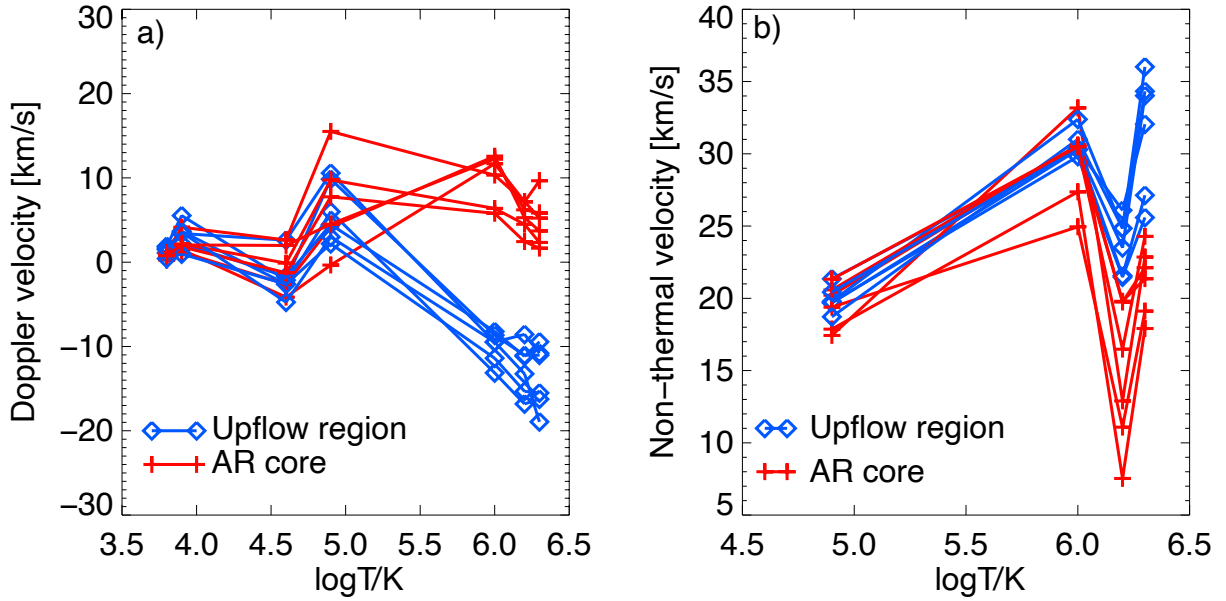 a)
Doppler velocity [km/s]
30
20
10
0
−10
−20
−30
Upflow region
AR core
3.5 4.0 4.5 5.0 5.5 6.0 6.5
logT/K
b)
Non−thermal velocity [km/s]
40
35
30
25
20
15
10
5
Upflow region
AR core
4.5 5.0 5.5 6.0 6.5
logT/K